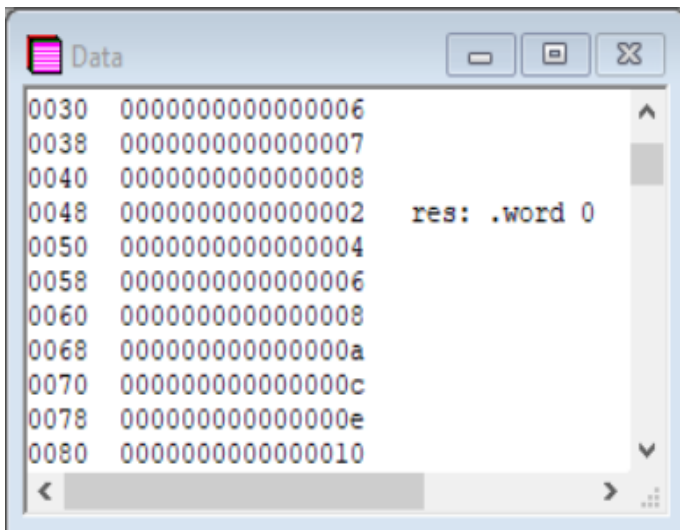 Data
0030 0000000000000006
0038 0000000000000007
0040 0000000000000008
0048 0000000000000002 res: .word 0
0050 0000000000000004
0058 0000000000000006
0060 0000000000000008
0068 000000000000000a
0070 000000000000000c
0078 000000000000000e
0080 0000000000000010